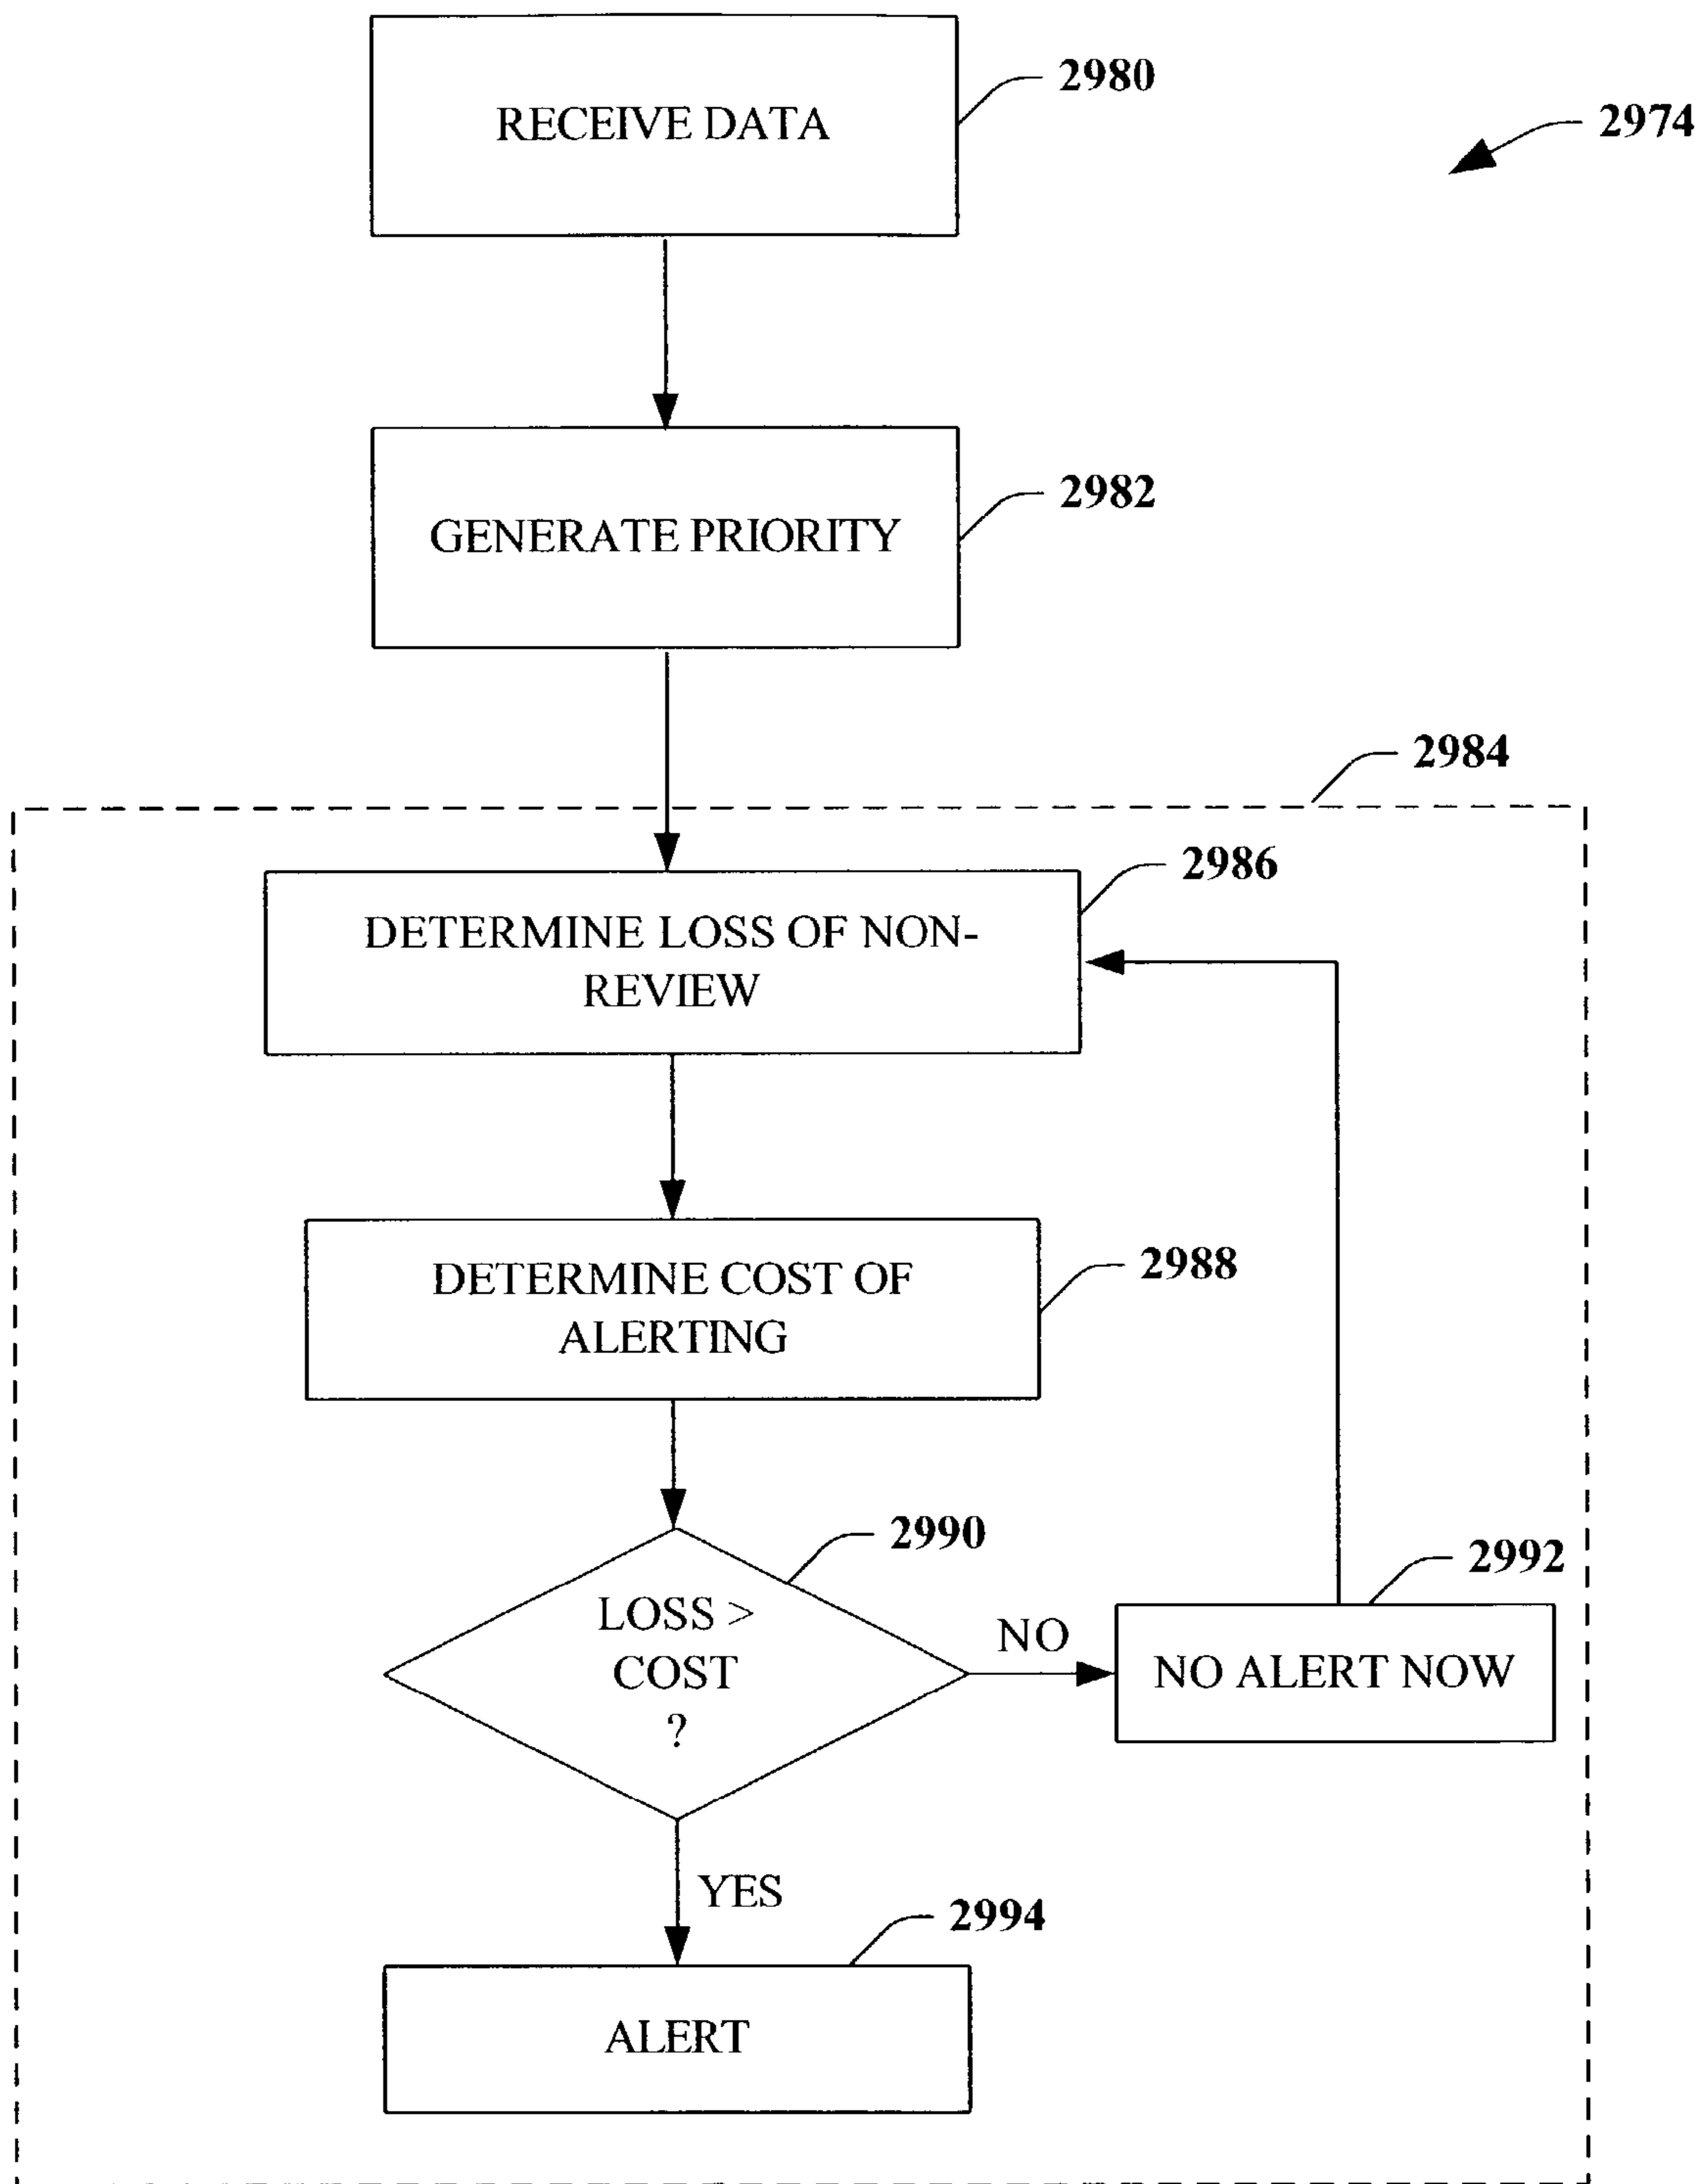 RECEIVE DATA
2980
2974
GENERATE PRIORITY
2982
2984
2986
DETERMINE LOSS OF NON-
REVIEW
2988
DETERMINE COST OF
ALERTING
2990
LOSS >
COST
?
NO
2992
NO ALERT NOW
YES
2994
ALERT